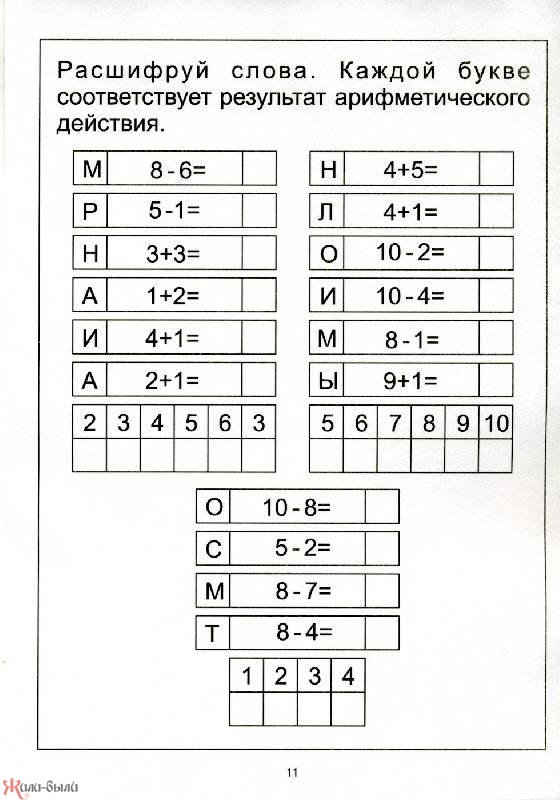 Расшифруй слова. Каждой букве
соответствует результат арифметического
действия.
М 8-6=
Р 5-1=
Н 3+3=
А 1+2=
И 4+1=
А 2+1=
2 3 4 5 6 3
Н 4+5=
Л 4+1=
О 10-2=
И 10-4=
М 8-1=
Ы 9+1=
5 6 7 8 9 10
О 10-8=
С 5-2=
М 8-7=
Т 8-4=
1 2 3 4
11
Жили-были